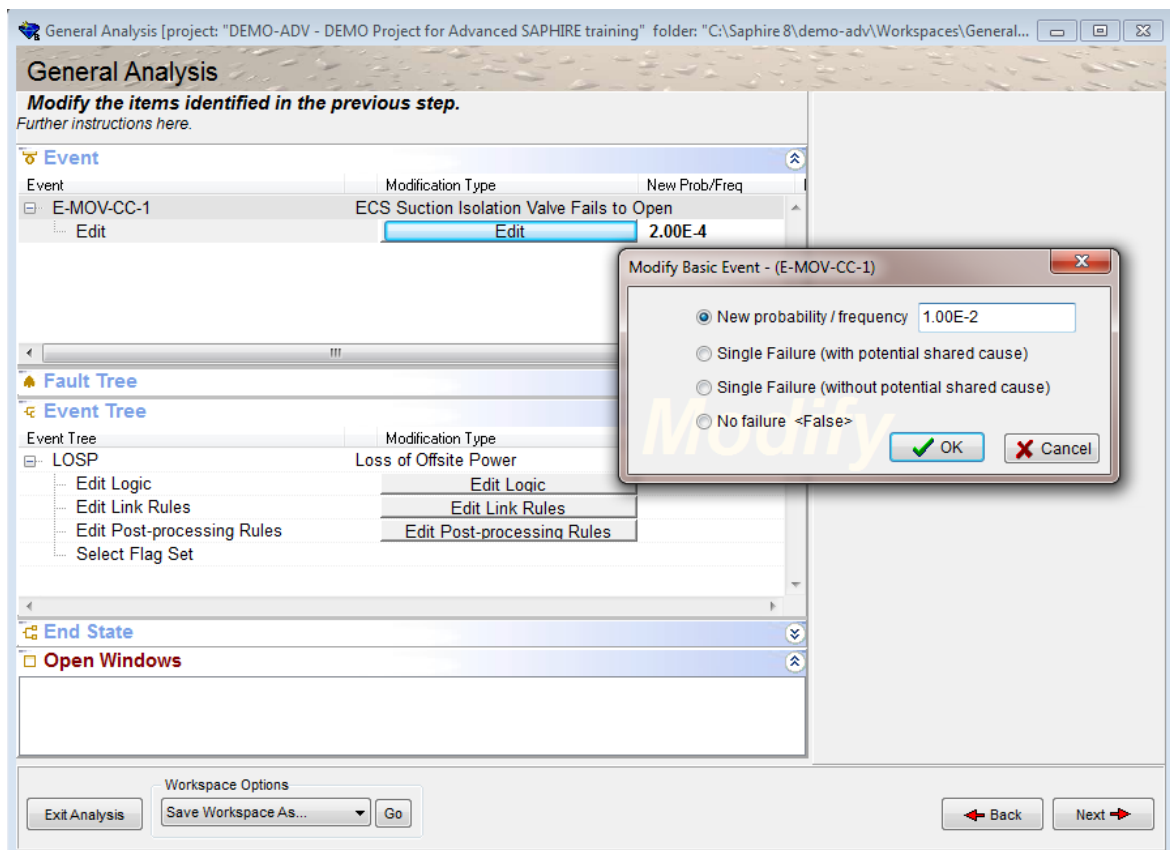 General Analysis [project: "DEMO-ADV - DEMO Project for Advanced SAPHIRE training" folder: "C:\Saphire 8\demo-adv\Workspaces\General...
General Analysis
Modify the items identified in the previous step.
Further instructions here.
Event
Event Modification Type New Prob/Freq
E-MOV-CC-1 ECS Suction Isolation Valve Fails to Open
Edit Edit 2.00E-4
Modify Basic Event - (E-MOV-CC-1)
New probability / frequency 1.00E-2
Single Failure (with potential shared cause)
Single Failure (without potential shared cause)
No failure <False>
Modify
OK Cancel
Fault Tree
Event Tree
Event Tree Modification Type
LOSP Loss of Offsite Power
Edit Logic Edit Logic
Edit Link Rules Edit Link Rules
Edit Post-processing Rules Edit Post-processing Rules
Select Flag Set
End State
Open Windows
Workspace Options
Exit Analysis Save Workspace As... Go Back Next